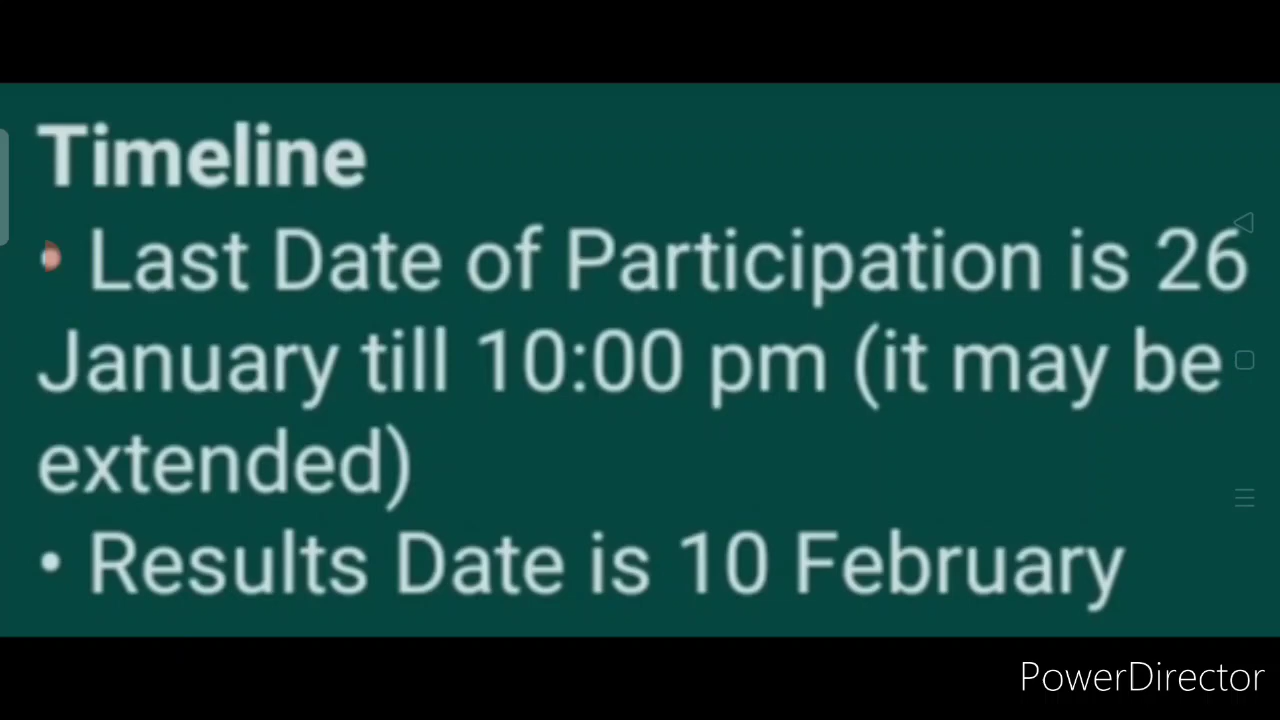 Timeline
• Last Date of Participation is 26
January till 10:00 pm (it may be
extended)
• Results Date is 10 February
PowerDirector